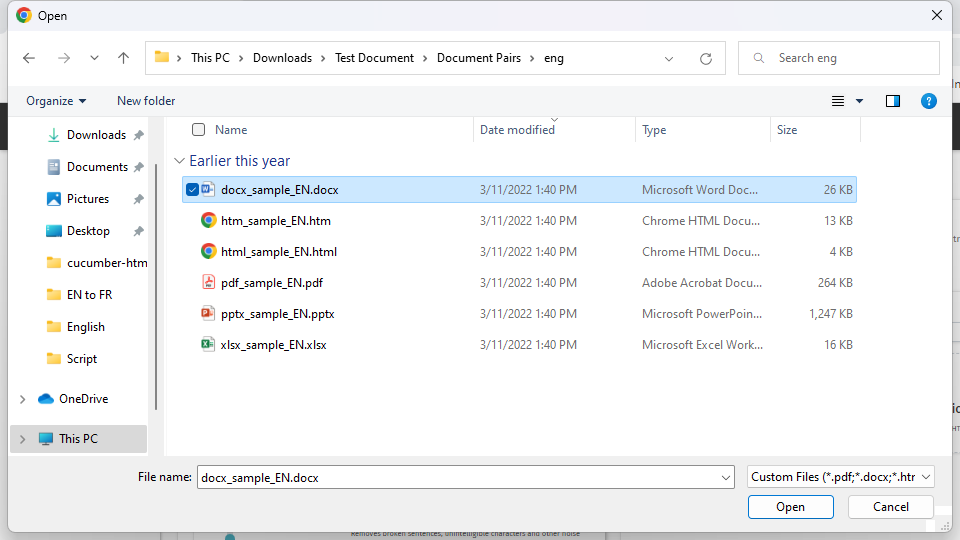 Open
This PC > Downloads > Test Document > Document Pairs > eng
Search eng
Organize
New folder
?
Downloads
Documents
Pictures
Desktop
cucumber-htm
EN to FR
English
Script
OneDrive
This PC
Name Date modified Type Size
Earlier this year
docx_sample_EN.docx 3/11/2022 1:40 PM Microsoft Word Doc... 26 KB
htm_sample_EN.htm 3/11/2022 1:40 PM Chrome HTML Docu... 13 KB
html_sample_EN.html 3/11/2022 1:40 PM Chrome HTML Docu... 4 KB
pdf_sample_EN.pdf 3/11/2022 1:40 PM Adobe Acrobat Docu... 264 KB
pptx_sample_EN.pptx 3/11/2022 1:40 PM Microsoft PowerPoin... 1,247 KB
xlsx_sample_EN.xlsx 3/11/2022 1:40 PM Microsoft Excel Work... 16 KB
File name: docx_sample_EN.docx
Custom Files (*.pdf;*.docx;*.htr
Open Cancel
Removes broken sentences, unintelligible characters and other noise